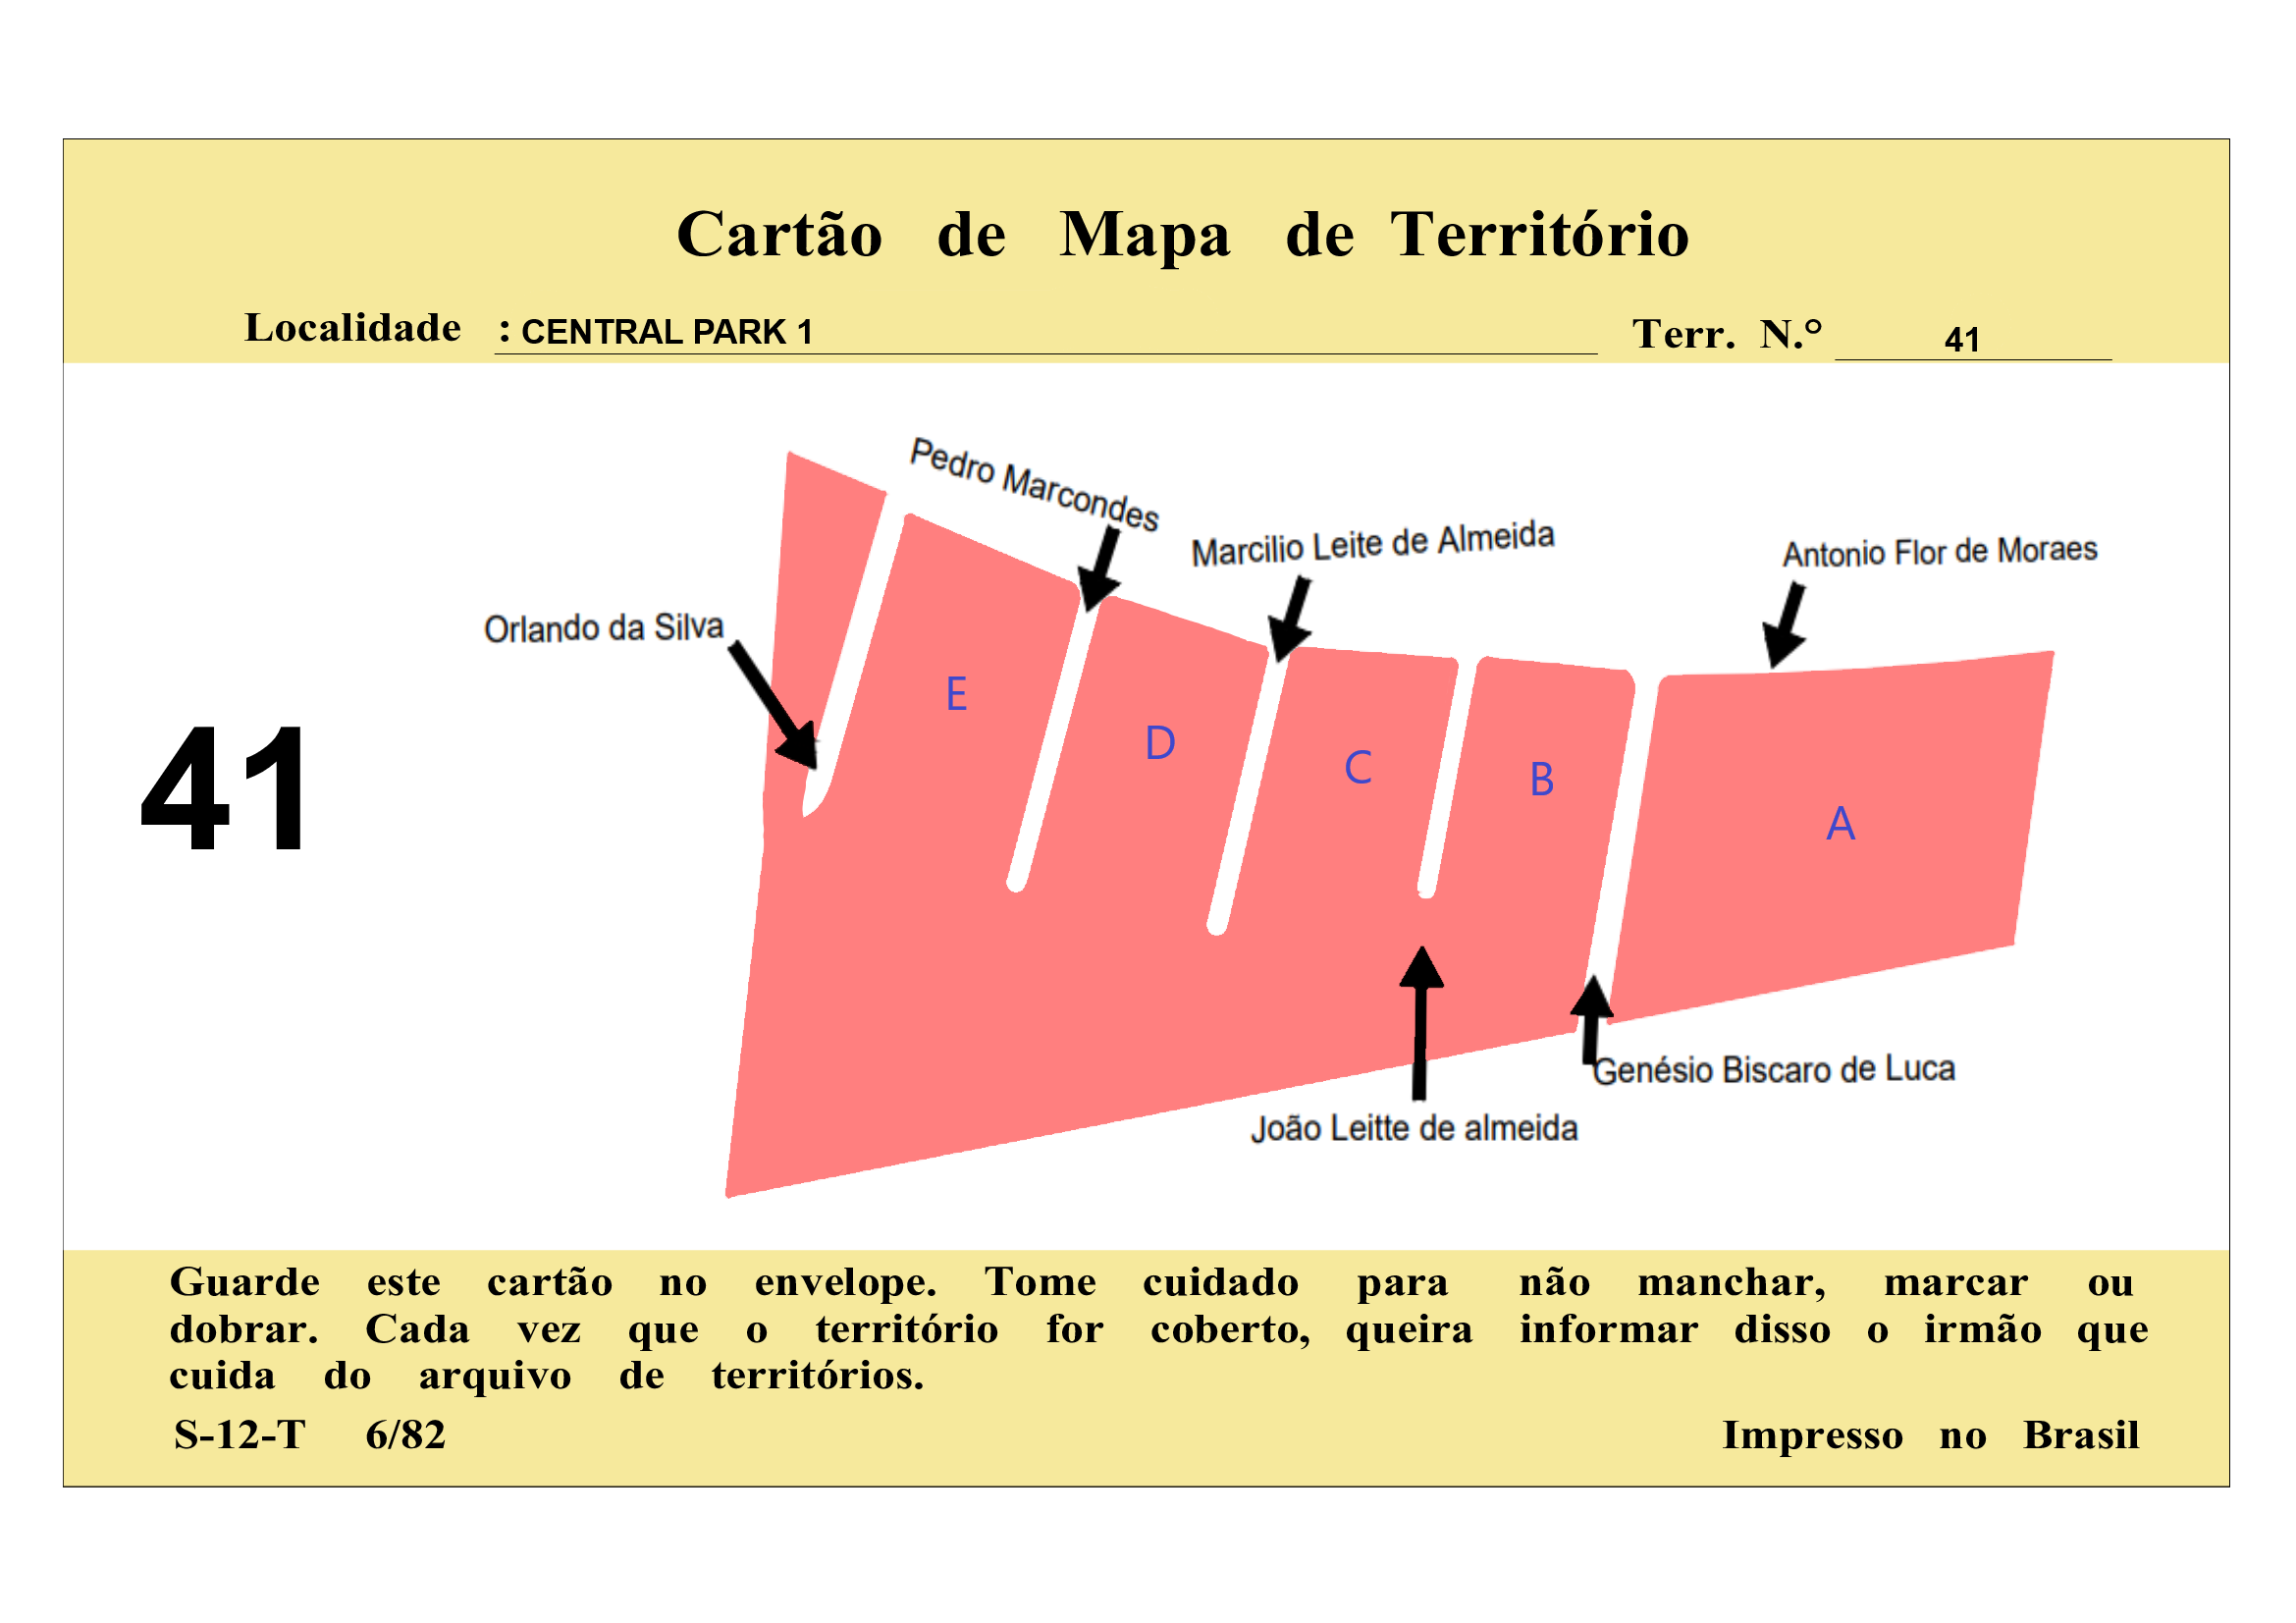 Cartão de Mapa de Território
Localidade : CENTRAL PARK 1 Terr. N.° 41
Pedro Marcondes
Marcilio Leite de Almeida
Antonio Flor de Moraes
Orlando da Silva
E
D
C
B
A
41
Genésio Biscaro de Luca
João Leitte de almeida
Guarde este cartão no envelope. Tome cuidado para não manchar, marcar ou
dobrar. Cada vez que o território for coberto, queira informar disso o irmão que
cuida do arquivo de territórios.
S-12-T 6/82 Impresso no Brasil